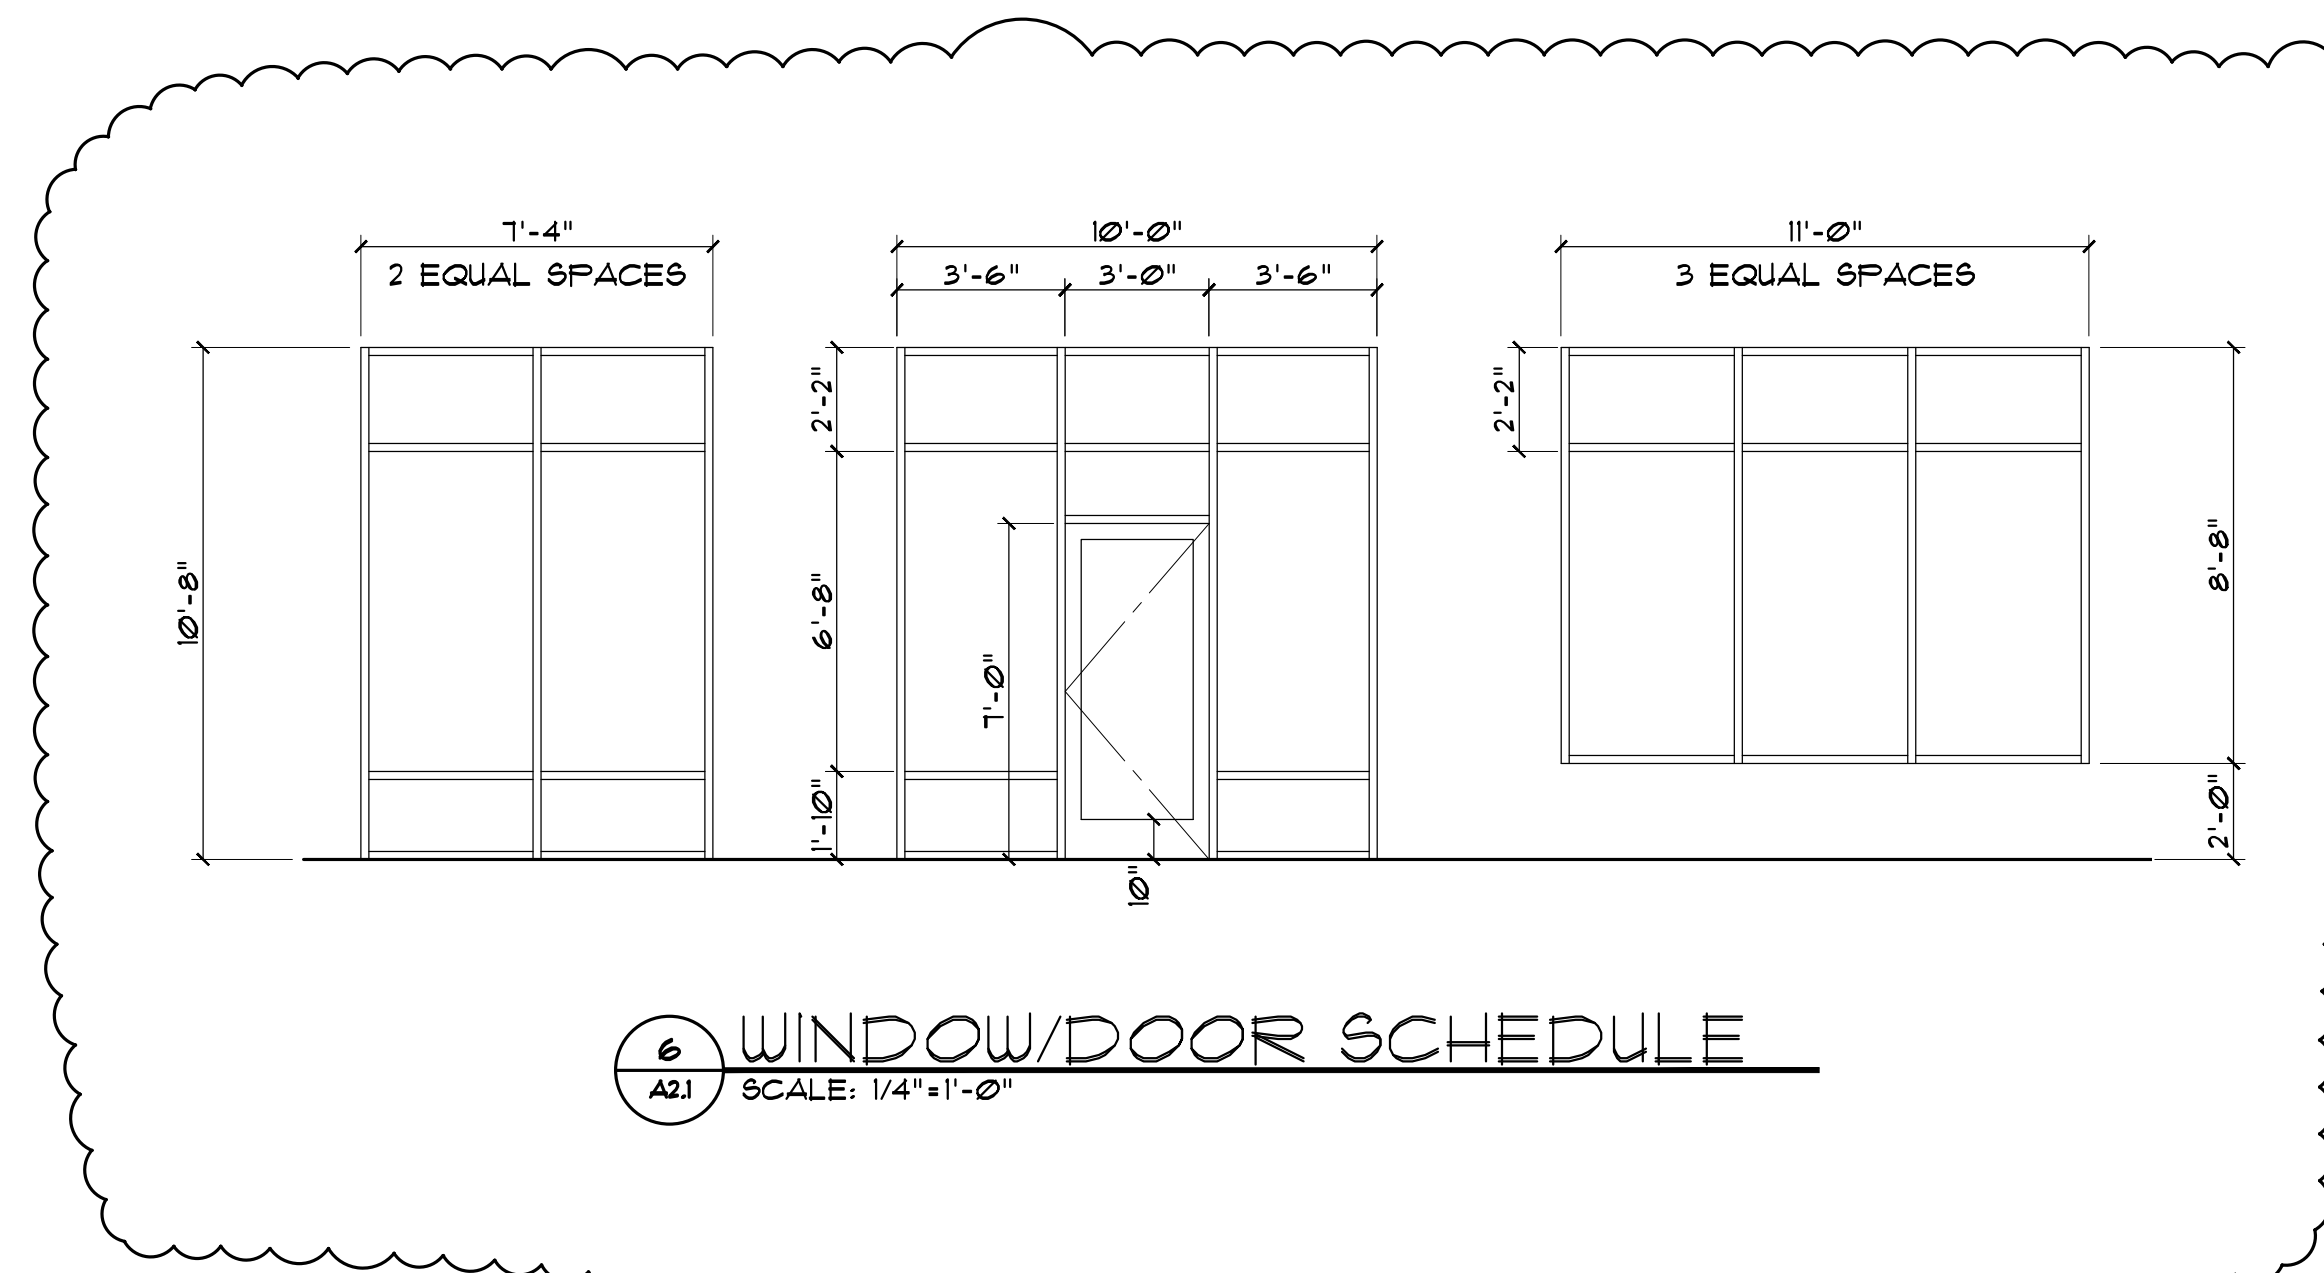 7'-4"
2 EQUAL SPACES
10'-8"
10'-0"
3'-6" 3'-0" 3'-6"
2'-2"
6'-8"
1'-10"
7'-0"
10"
11'-0"
3 EQUAL SPACES
2'-2"
8'-8"
2'-0"
6
A2.1
WINDOW/DOOR SCHEDULE
SCALE: 1/4"=1'-0"